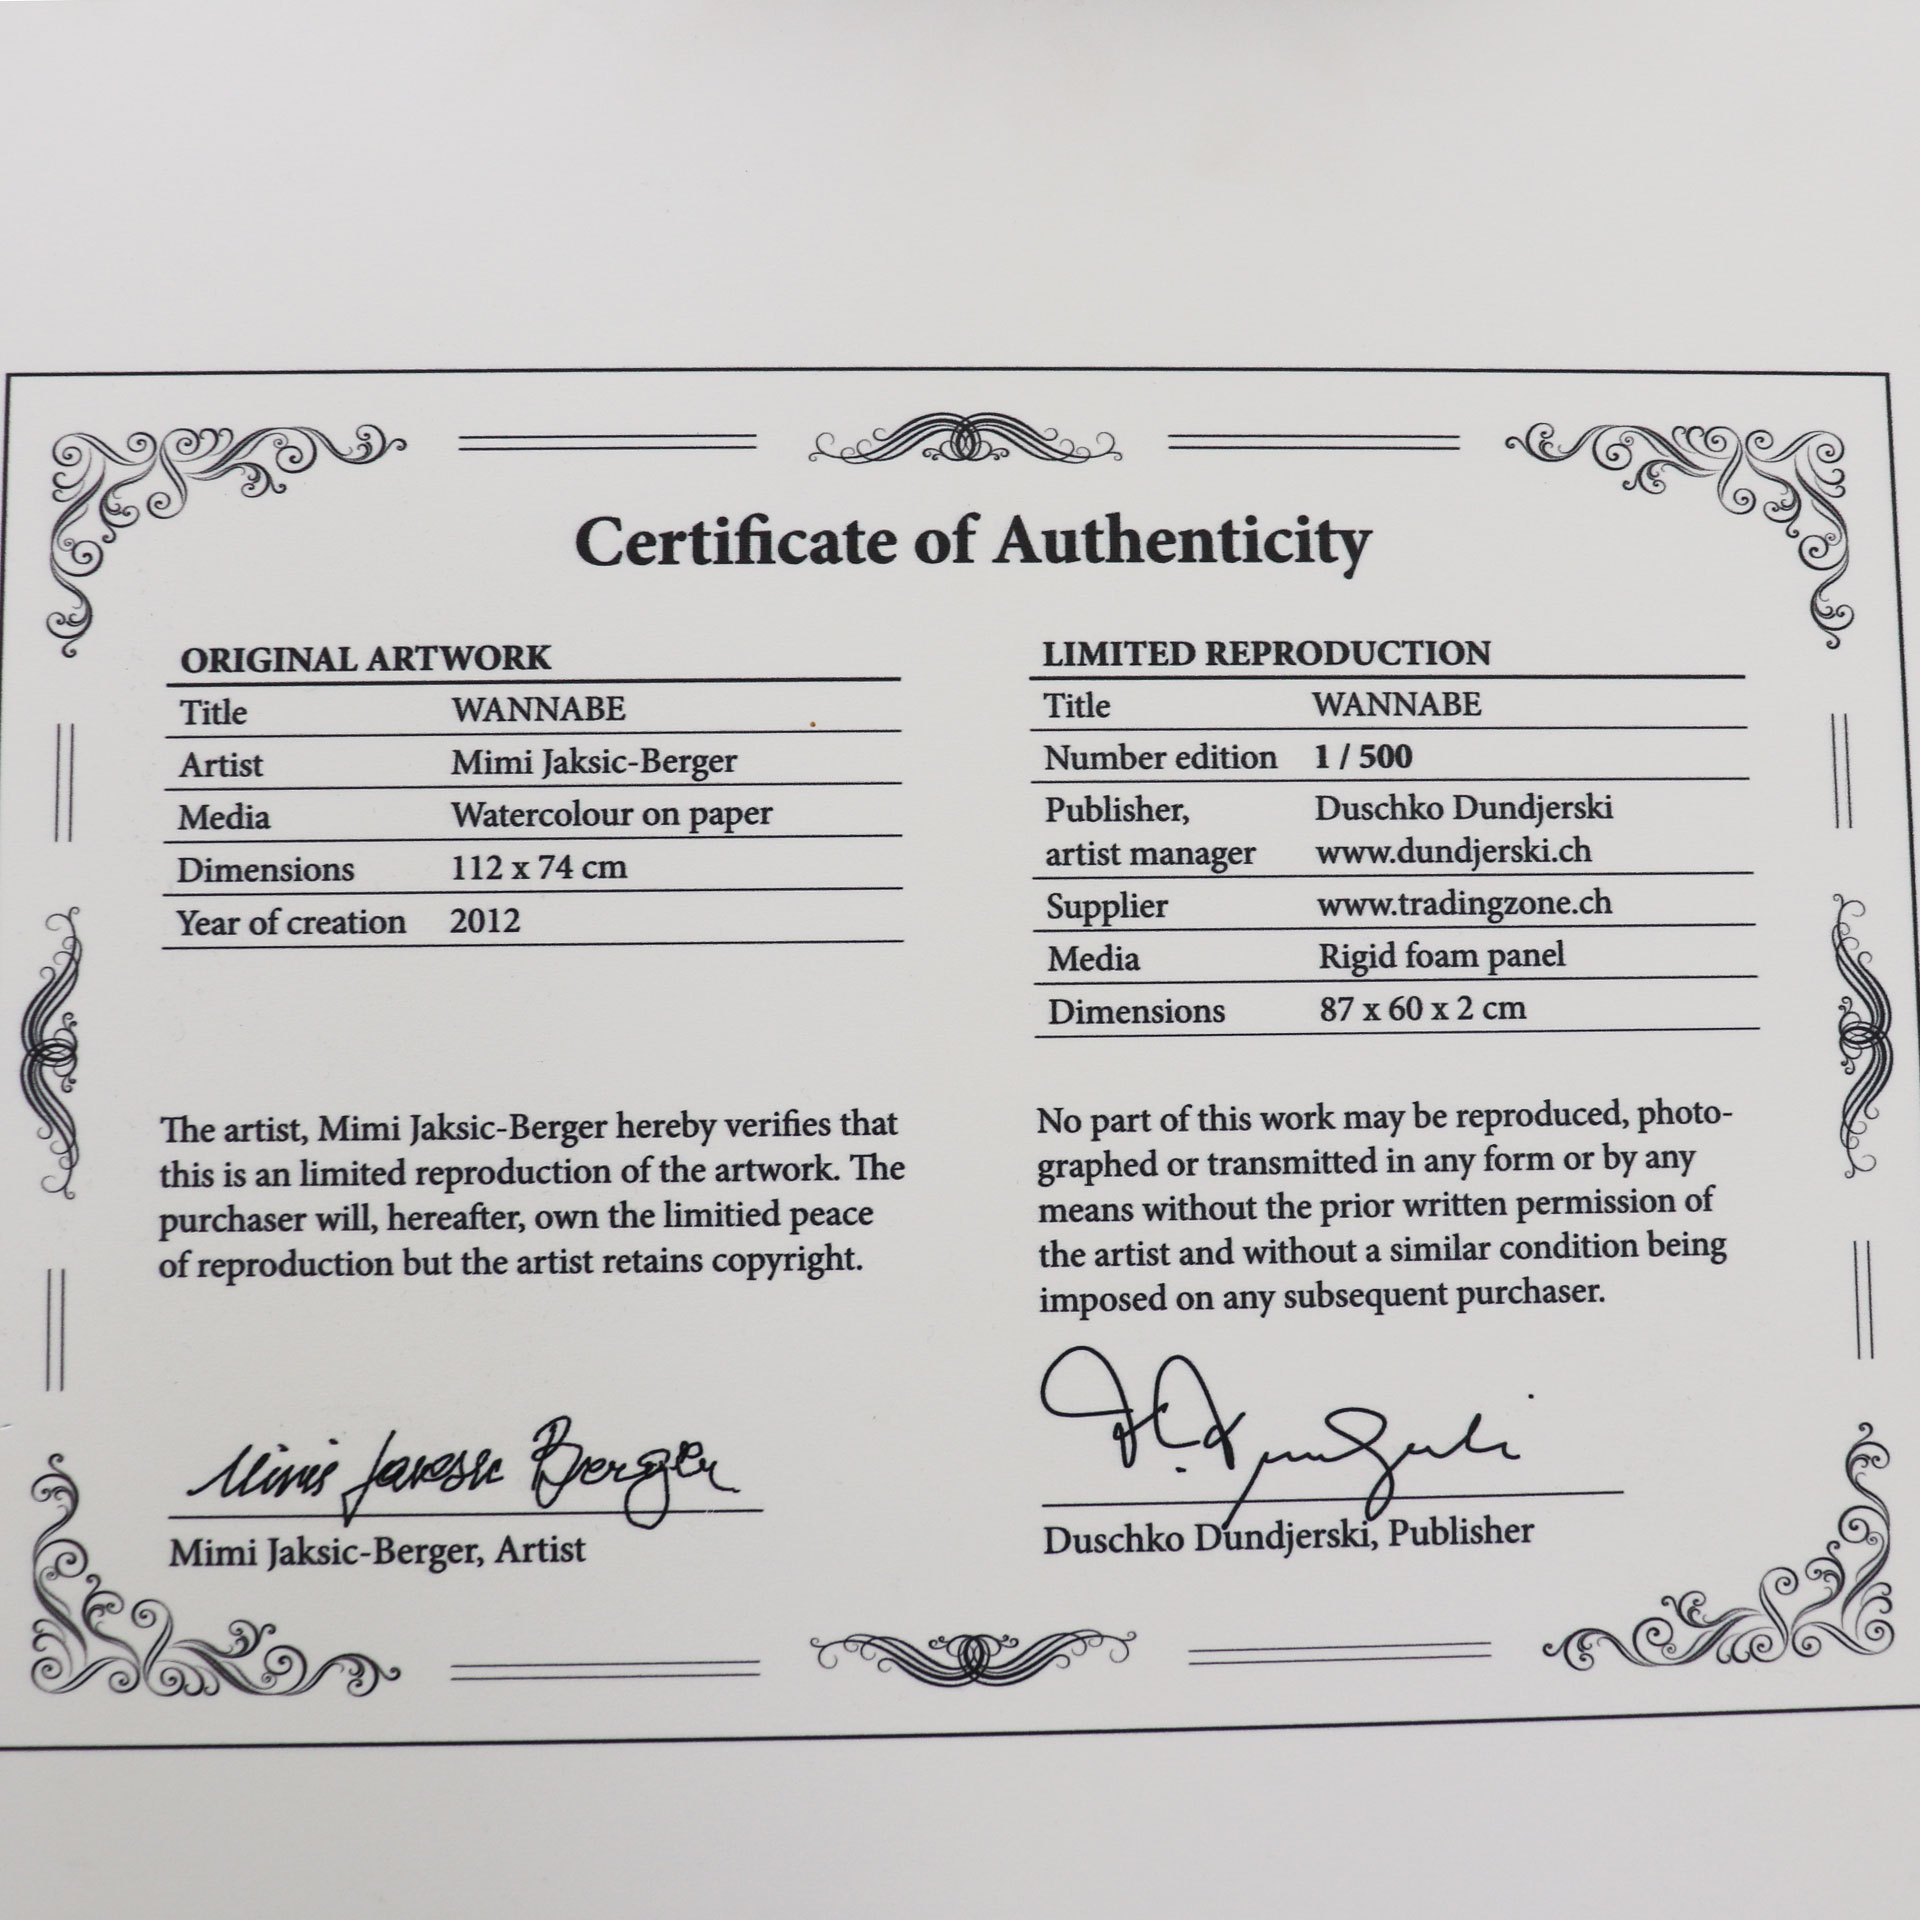 Certificate of Authenticity
ORIGINAL ARTWORK
Title WANNABE
Artist Mimi Jaksic-Berger
Media Watercolour on paper
Dimensions 112 x 74 cm
Year of creation 2012
The artist, Mimi Jaksic-Berger hereby verifies that
this is an limited reproduction of the artwork. The
purchaser will, hereafter, own the limitied peace
of reproduction but the artist retains copyright.
Mimi Jaksic Berger
Mimi Jaksic-Berger, Artist
LIMITED REPRODUCTION
Title WANNABE
Number edition 1 / 500
Publisher, Duschko Dundjerski
artist manager www.dundjerski.ch
Supplier www.tradingzone.ch
Media Rigid foam panel
Dimensions 87 x 60 x 2 cm
No part of this work may be reproduced, photo-
graphed or transmitted in any form or by any
means without the prior written permission of
the artist and without a similar condition being
imposed on any subsequent purchaser.
Duschko Dundjerski, Publisher